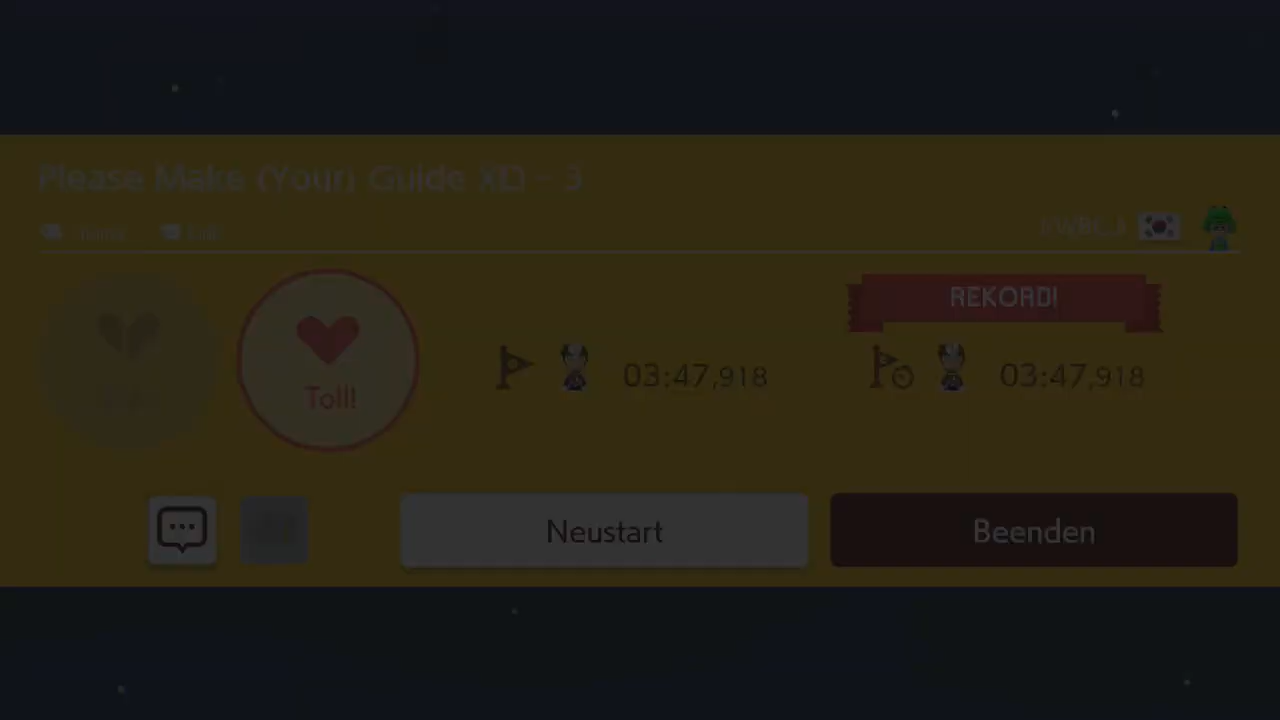 Please Make (Your) Guide XD - 3
REKORD!
Toll!
03:47,918
03:47,918
Neustart
Beenden